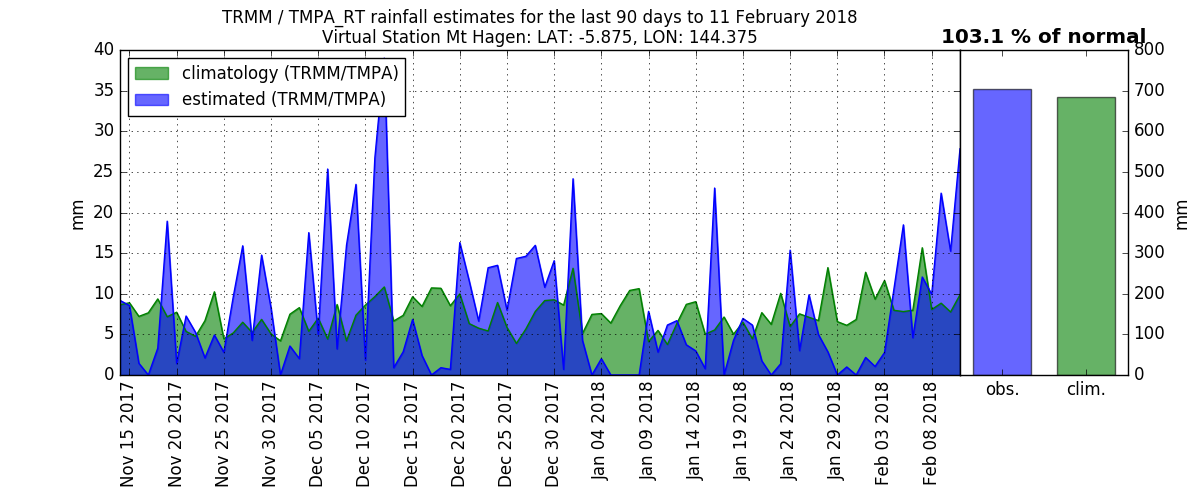 TRMM / TMPA_RT rainfall estimates for the last 90 days to 11 February 2018
Virtual Station Mt Hagen: LAT: -5.875, LON: 144.375
103.1 % of normal
climatology (TRMM/TMPA)
estimated (TRMM/TMPA)
40
35
30
25
20
15
10
5
0
mm
Nov 15 2017
Nov 20 2017
Nov 25 2017
Nov 30 2017
Dec 05 2017
Dec 10 2017
Dec 15 2017
Dec 20 2017
Dec 25 2017
Dec 30 2017
Jan 04 2018
Jan 09 2018
Jan 14 2018
Jan 19 2018
Jan 24 2018
Jan 29 2018
Feb 03 2018
Feb 08 2018
800
700
600
500
400
300
200
100
0
mm
obs.
clim.